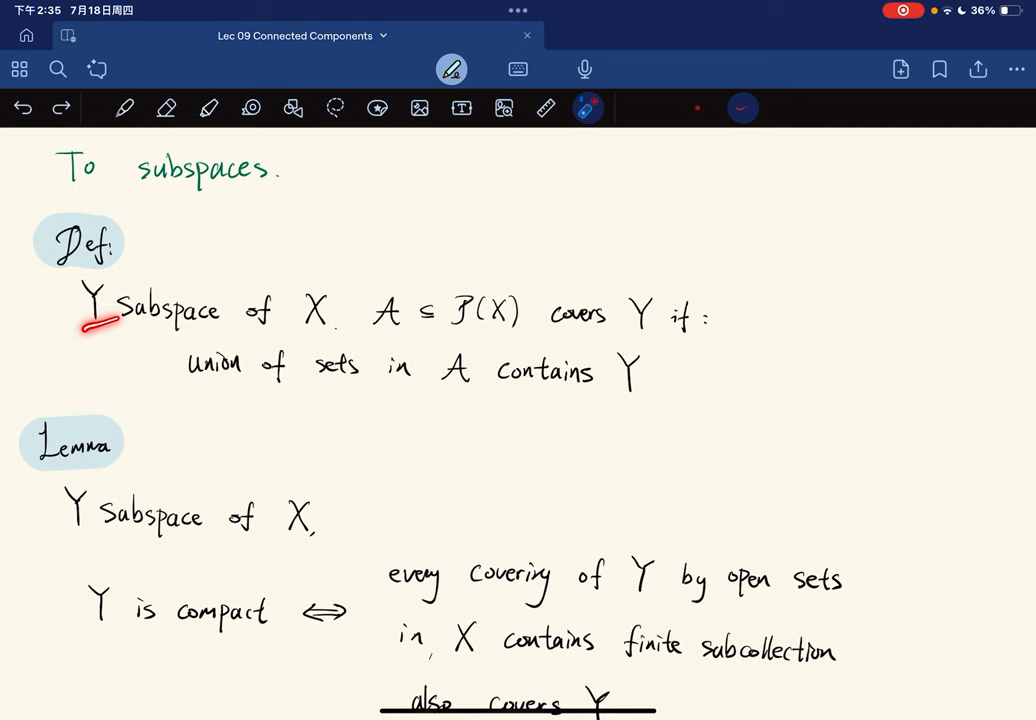 下午2:35 7月18日周四
36%
Lec 09 Connected Components
To subspaces.
Def:
Y subspace of X. A ⊆ P(X) covers Y if:
union of sets in A contains Y
Lemma
Y subspace of X,
Y is compact ⟺ every covering of Y by open sets
in X contains finite subcollection
also covers Y